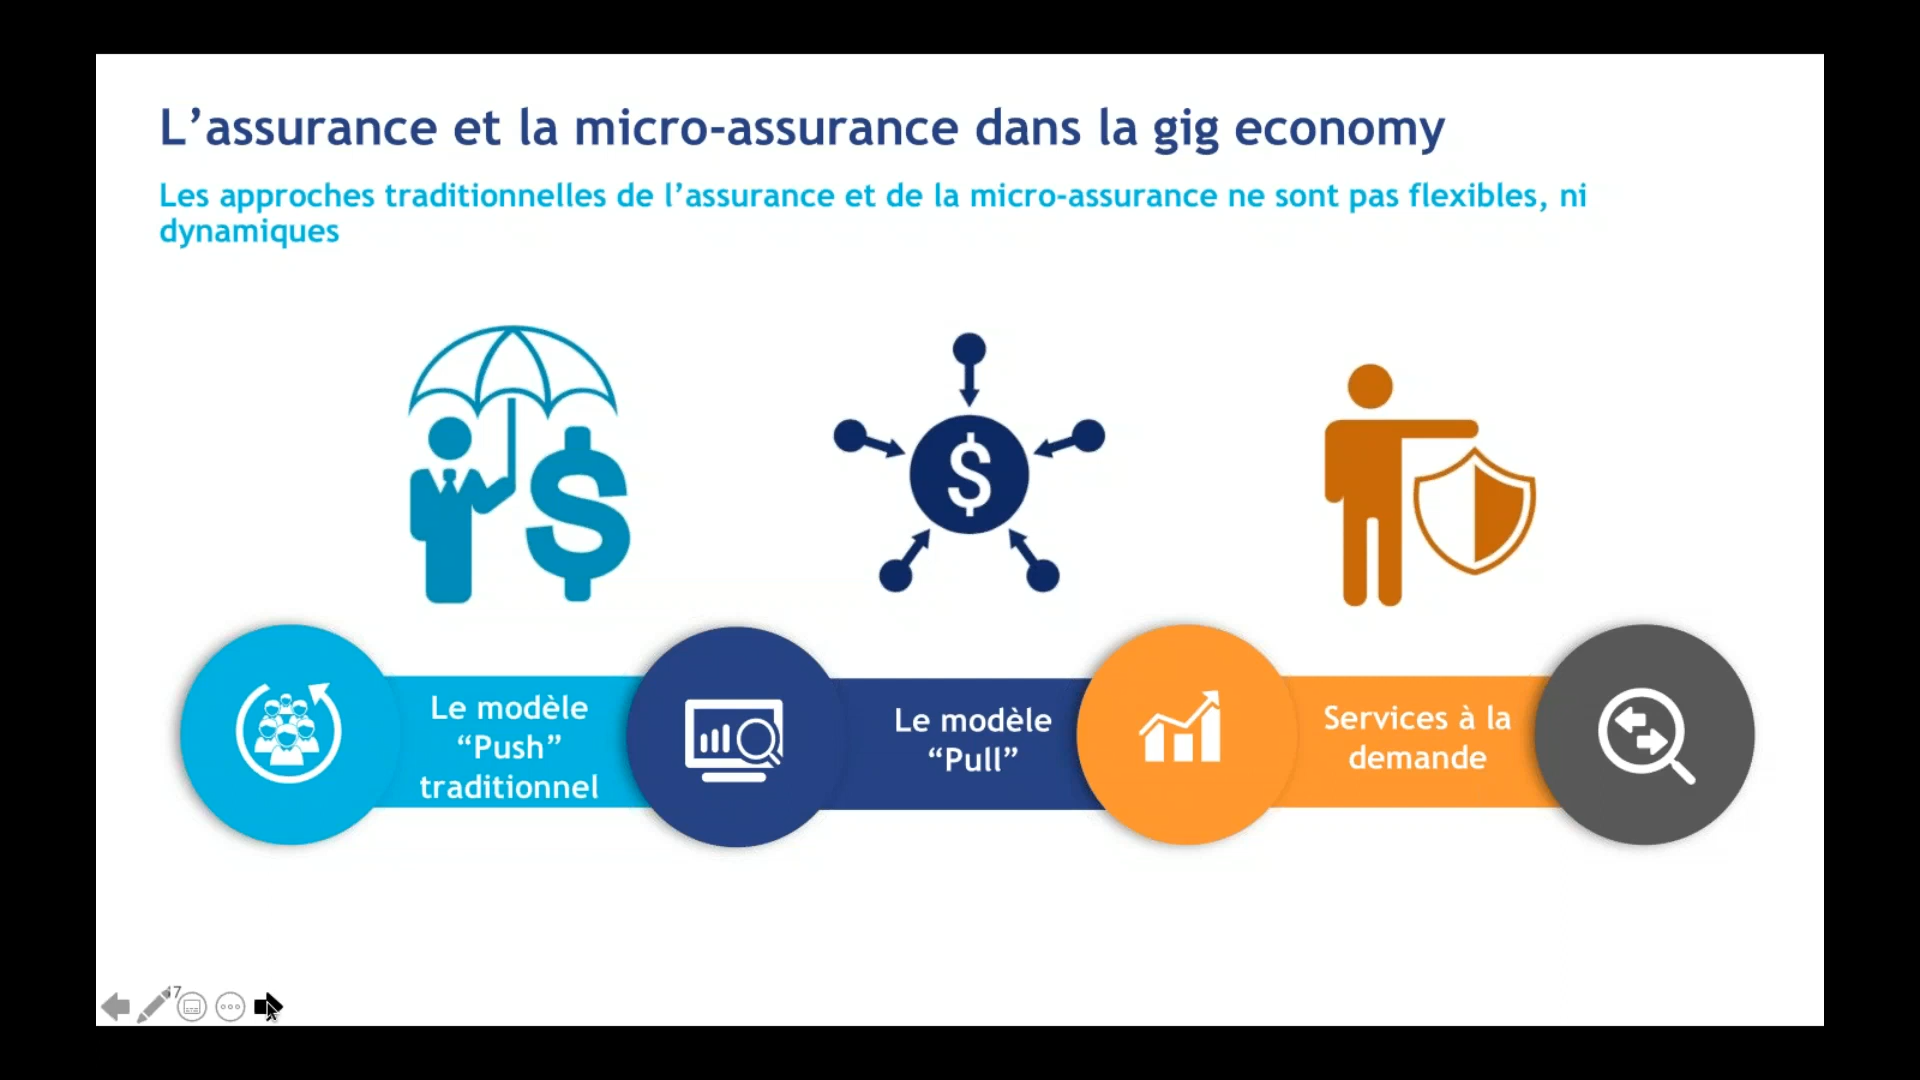 L’assurance et la micro-assurance dans la gig economy
Les approches traditionnelles de l’assurance et de la micro-assurance ne sont pas flexibles, ni
dynamiques
$
$
Le modèle
“Push”
traditionnel
Le modèle
“Pull”
Services à la
demande
17